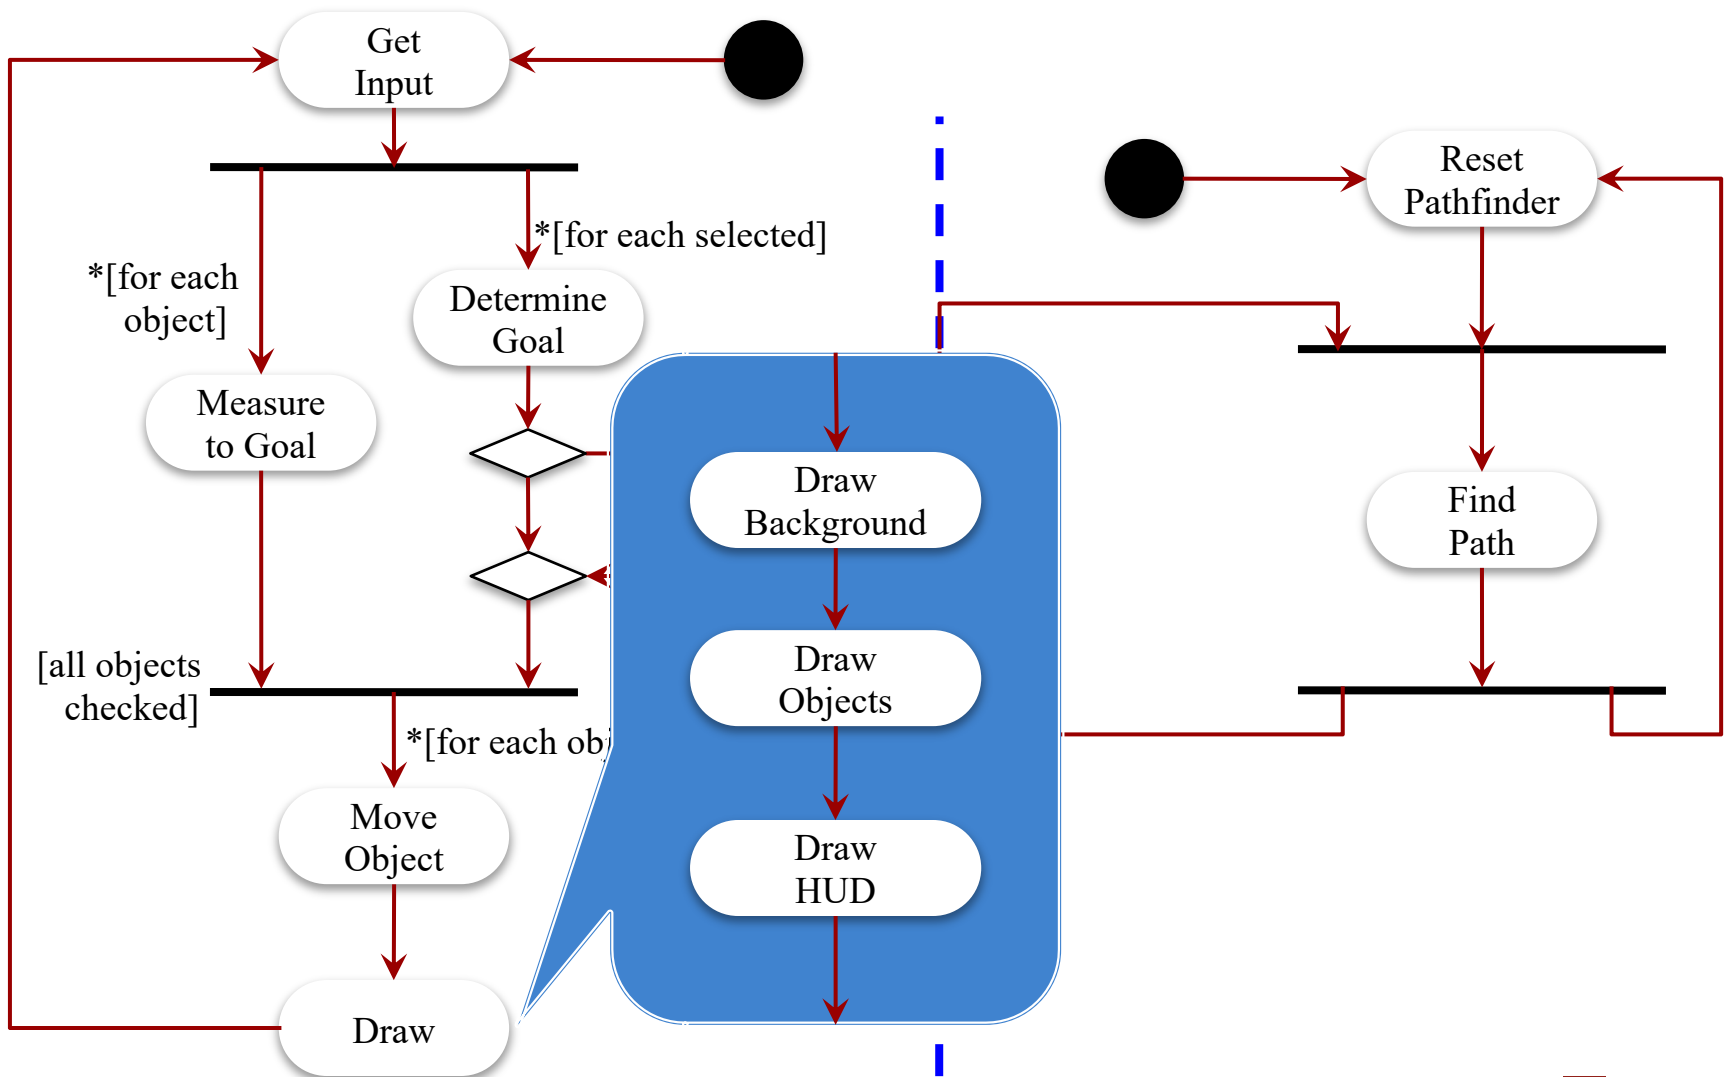 Get
Input
Reset
Pathfinder
*[for each selected]
*[for each
object]
Determine
Goal
Measure
to Goal
Draw
Background
Find
Path
Draw
Objects
[all objects
checked]
*[for each
Move
Object
Draw
HUD
Draw